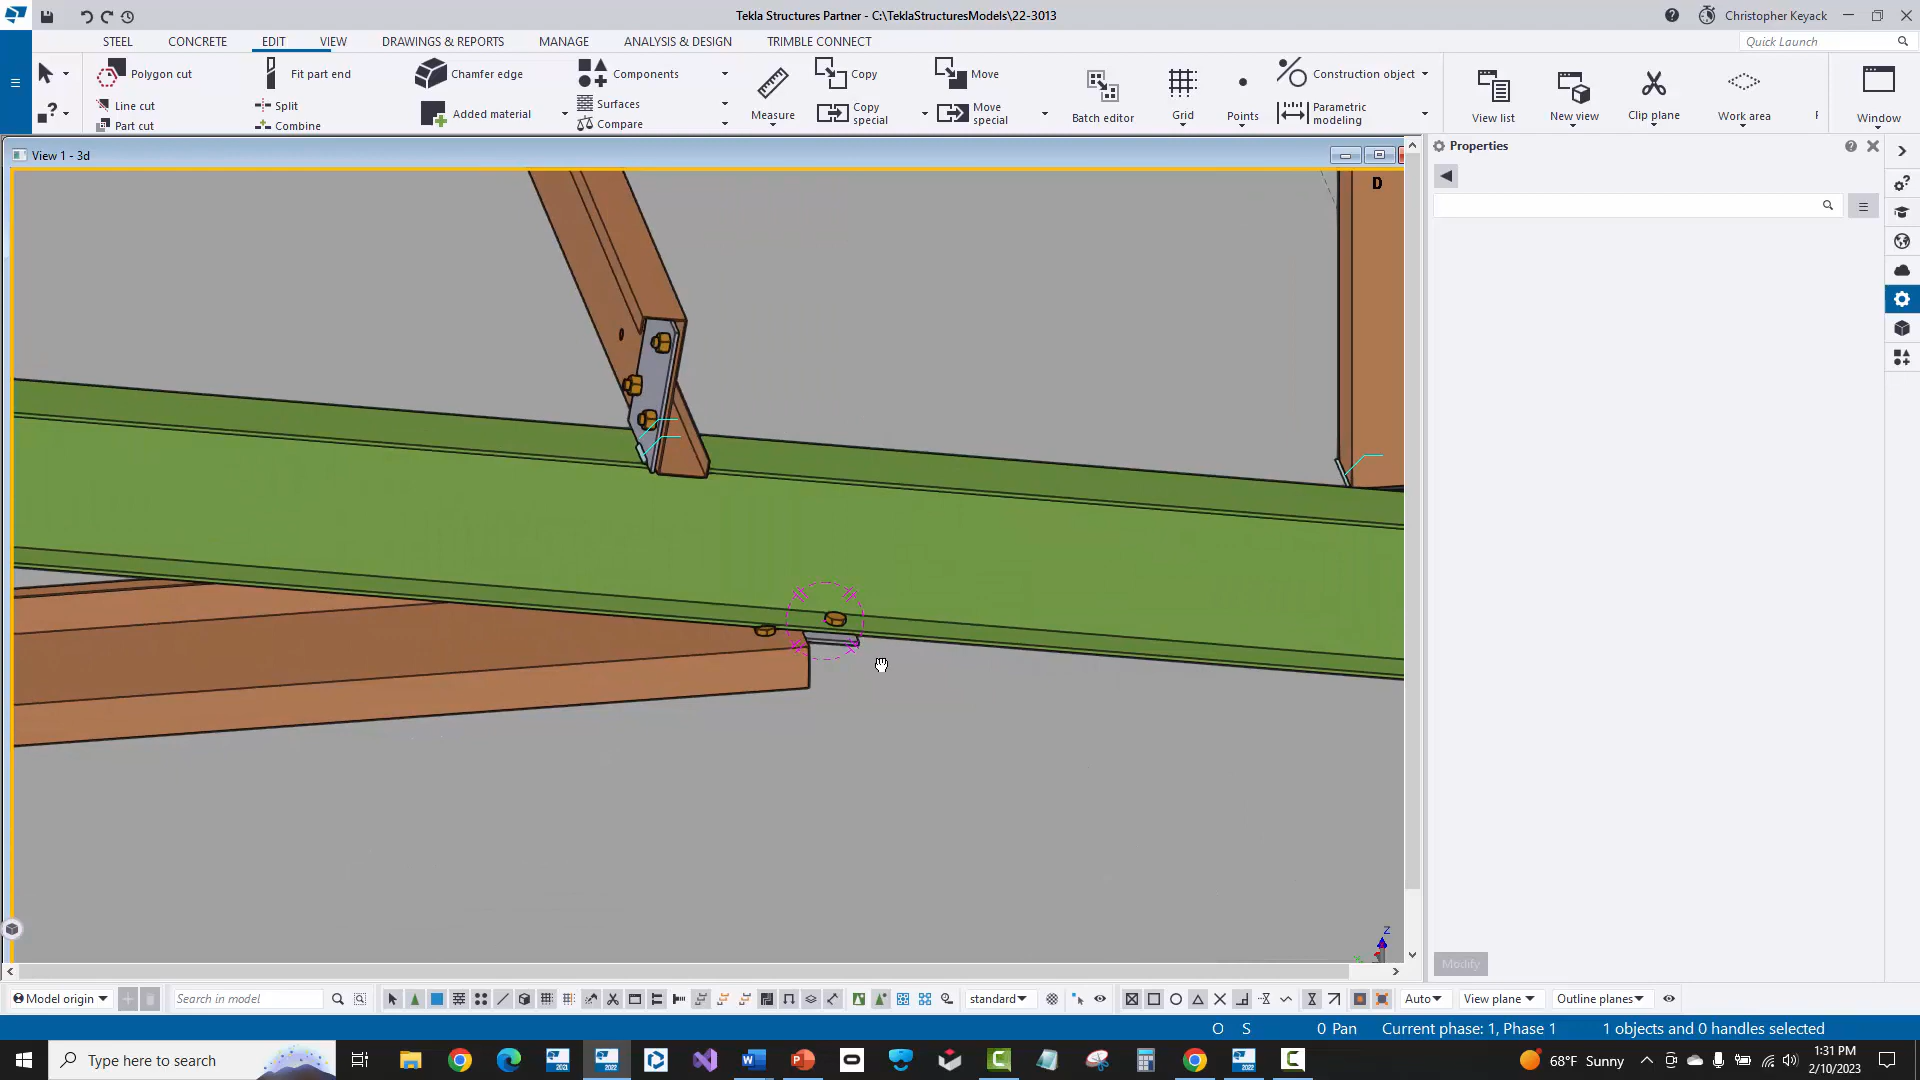 Tekla Structures Partner - C:\TeklaStructuresModels\22-3013
Christopher Keyack
STEEL CONCRETE EDIT VIEW DRAWINGS & REPORTS MANAGE ANALYSIS & DESIGN TRIMBLE CONNECT
Quick Launch
Polygon cut
Line cut
Part cut
Fit part end
Split
Combine
Chamfer edge
Added material
Components
Surfaces
Compare
Measure
Copy
Copy
special
Move
Move
special
Batch editor
Grid
Points
Construction object
Parametric
modeling
View list
New view
Clip plane
Work area
Window
View 1 - 3d
D
Properties
Z
Modify
Model origin
Search in model
standard
Auto
View plane
Outline planes
O S 0 Pan Current phase: 1, Phase 1 1 objects and 0 handles selected
Type here to search
2021
2022
2022
68°F Sunny
1:31 PM
2/10/2023